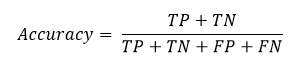 Accuracy = (TP + TN) / (TP + TN + FP + FN)